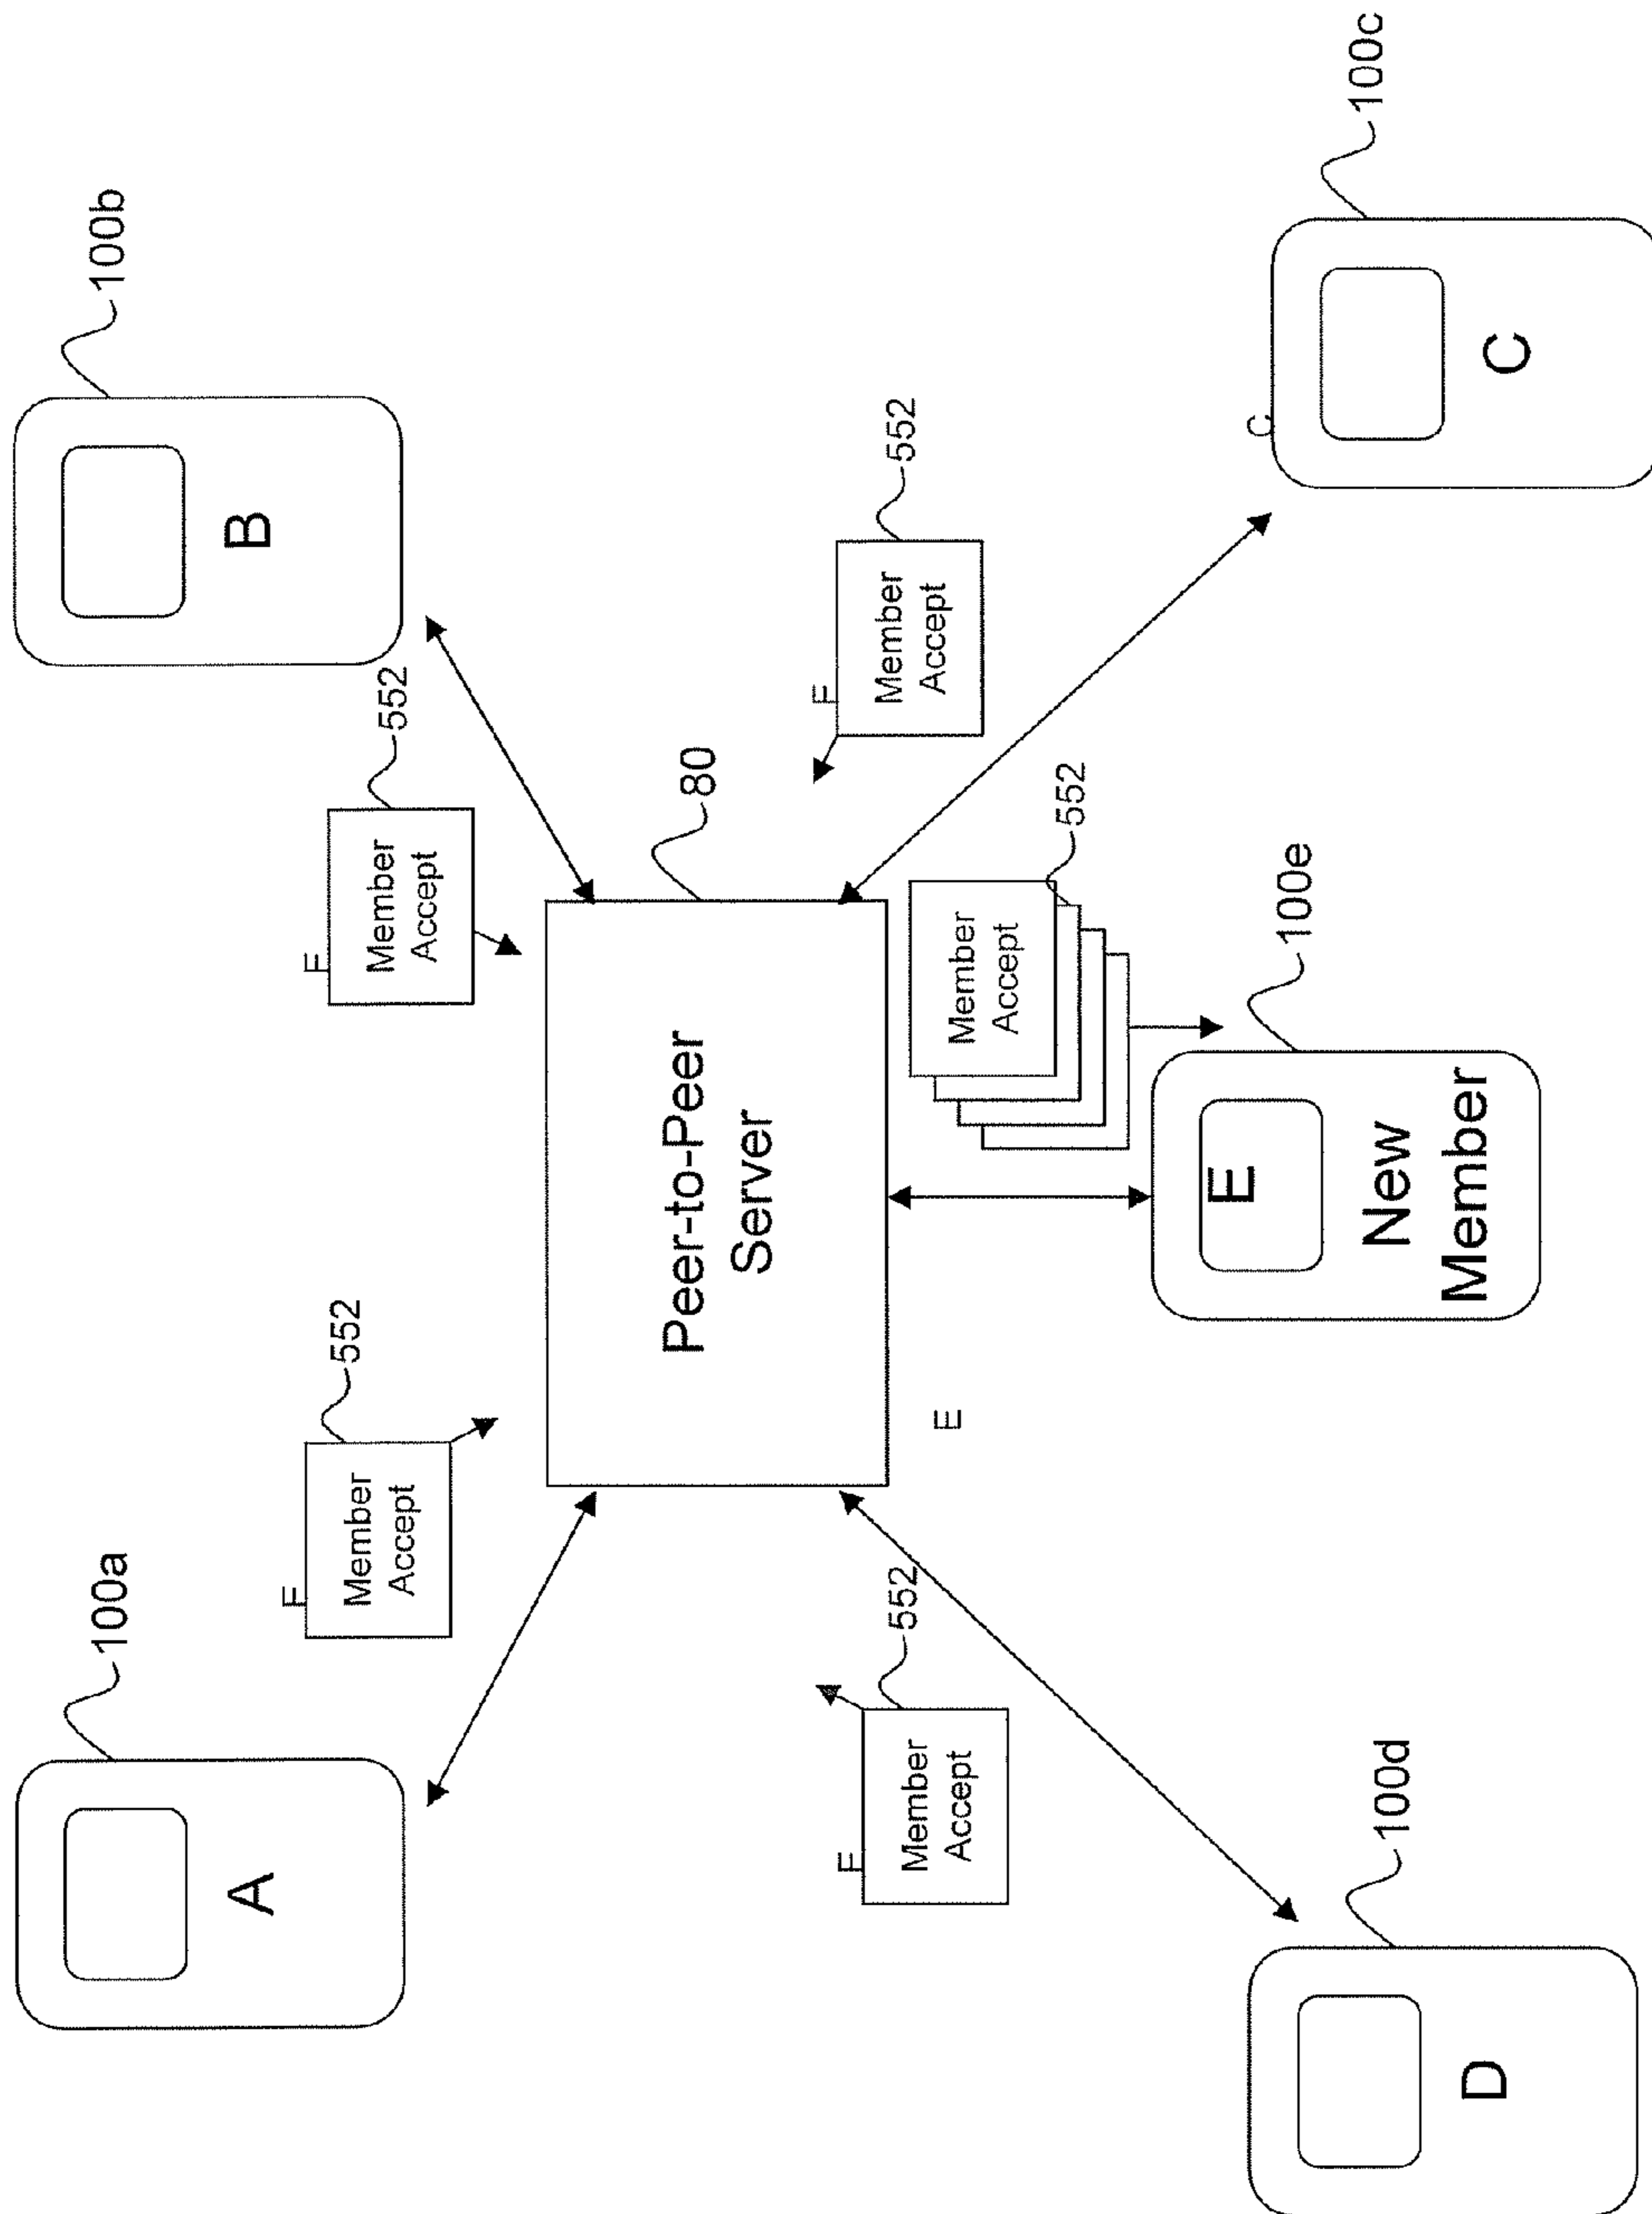 100a
100b
A
B
E
552
Member
Accept
E
552
Member
Accept
80
Peer-to-Peer
Server
E
552
Member
Accept
E
552
Member
Accept
E
552
Member
Accept
100d
D
100e
E
New
Member
100c
C
C